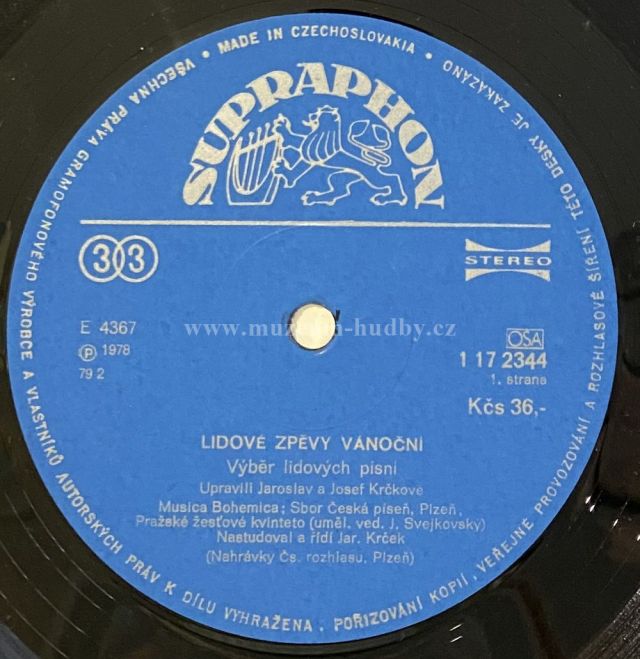 VŠECHNA PRÁVA GRAMOFONOVÉHO VÝROBCE A VLASTNÍKŮ AUTORSKÝCH PRÁV K DÍLU VYHRAŽENA. POŘIZOVÁNÍ KOPIÍ, VEŘEJNÉ PROVOZOVÁNÍ A ROZHLASOVÉ ŠÍŘENÍ TÉTO DESKY JE ZAKÁZÁNO • MADE IN CZECHOSLOVAKIA •
SUPRAPHON
33
STEREO
E 4367
Ⓟ 1978
79 2
www.muzeum-hudby.cz
OSA
1 17 2344
1. strana
Kčs 36,-
LIDOVÉ ZPĚVY VÁNOČNÍ
Výběr lidových písní
Upravili Jaroslav a Josef Krčkové
Musica Bohemica; Sbor Česká píseň, Plzeň,
Pražské žesťové kvinteto (uměl. ved. J. Svejkovský)
Nastudoval a řídí Jar. Krček
(Nahrávky Čs. rozhlasu, Plzeň)